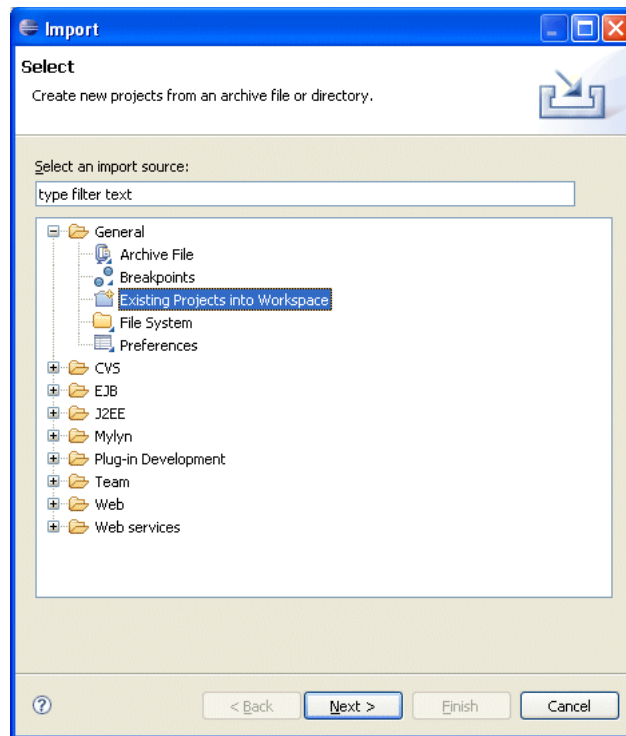 Import
Select
Create new projects from an archive file or directory.
Select an import source:
type filter text
General
Archive File
Breakpoints
Existing Projects into Workspace
File System
Preferences
CVS
EJB
J2EE
Mylyn
Plug-in Development
Team
Web
Web services
< Back Next > Finish Cancel